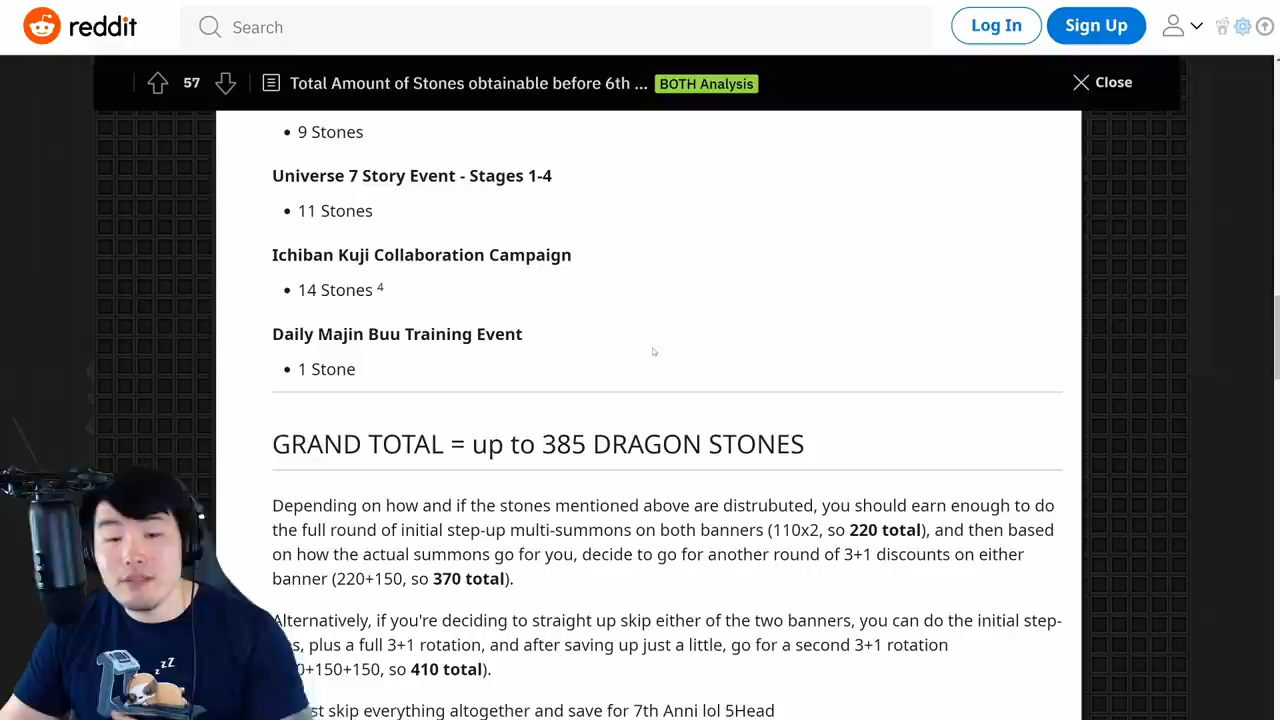 reddit
Search
Log In
Sign Up
57
Total Amount of Stones obtainable before 6th ...
BOTH Analysis
Close
• 9 Stones
Universe 7 Story Event - Stages 1-4
• 11 Stones
Ichiban Kuji Collaboration Campaign
• 14 Stones ⁴
Daily Majin Buu Training Event
• 1 Stone
GRAND TOTAL = up to 385 DRAGON STONES
Depending on how and if the stones mentioned above are distrubuted, you should earn enough to do
the full round of initial step-up multi-summons on both banners (110x2, so 220 total), and then based
on how the actual summons go for you, decide to go for another round of 3+1 discounts on either
banner (220+150, so 370 total).
Alternatively, if you're deciding to straight up skip either of the two banners, you can do the initial step-
plus a full 3+1 rotation, and after saving up just a little, go for a second 3+1 rotation
0+150+150, so 410 total).
skip everything altogether and save for 7th Anni lol 5Head
zzZ